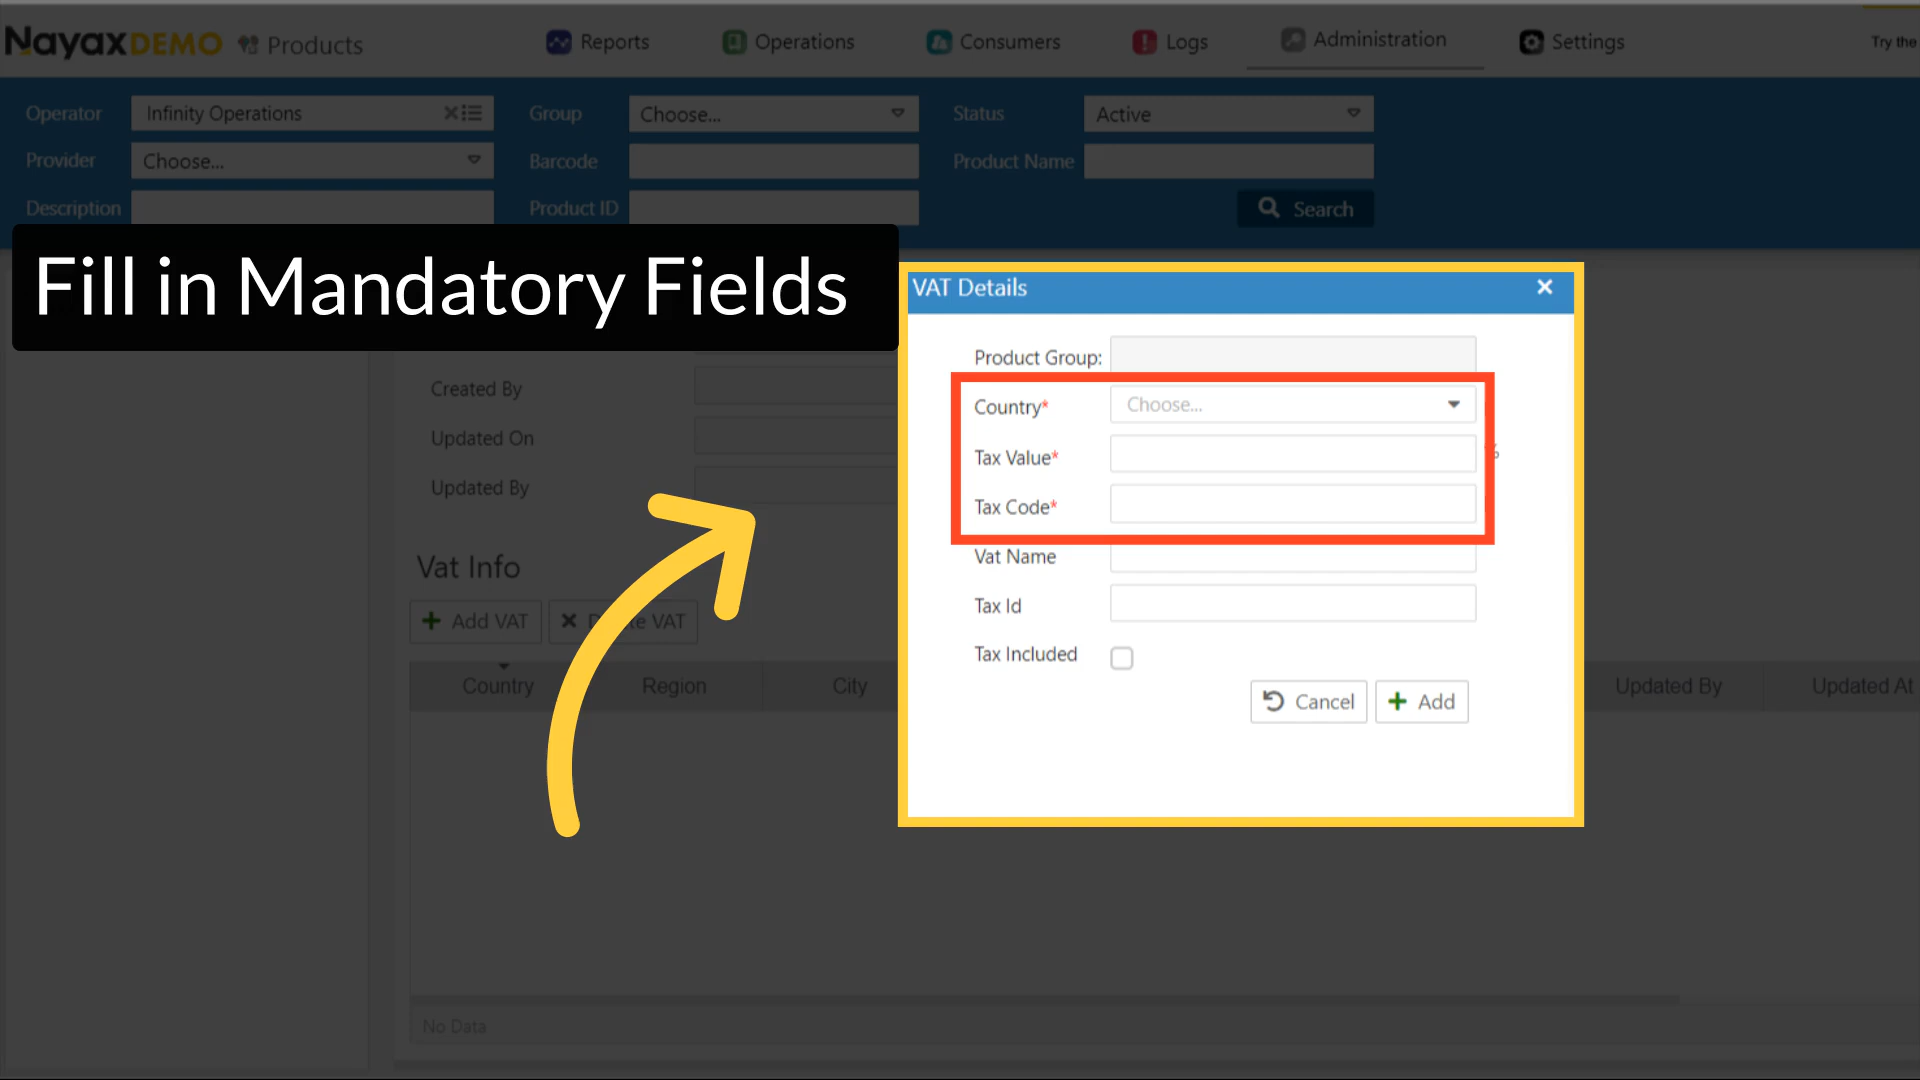 NayaxDEMO Products Reports Operations Consumers Logs Administration Settings Try the
Operator Infinity Operations Group Choose... Status Active
Provider Choose... Barcode Product Name
Description Product ID Search
Fill in Mandatory Fields
VAT Details
Product Group:
Country* Choose...
Tax Value* %
Tax Code*
Vat Name
Tax Id
Tax Included
Cancel Add
Created By
Updated On
Updated By
Vat Info
Add VAT
VAT
Country Region City Updated By Updated At
No Data